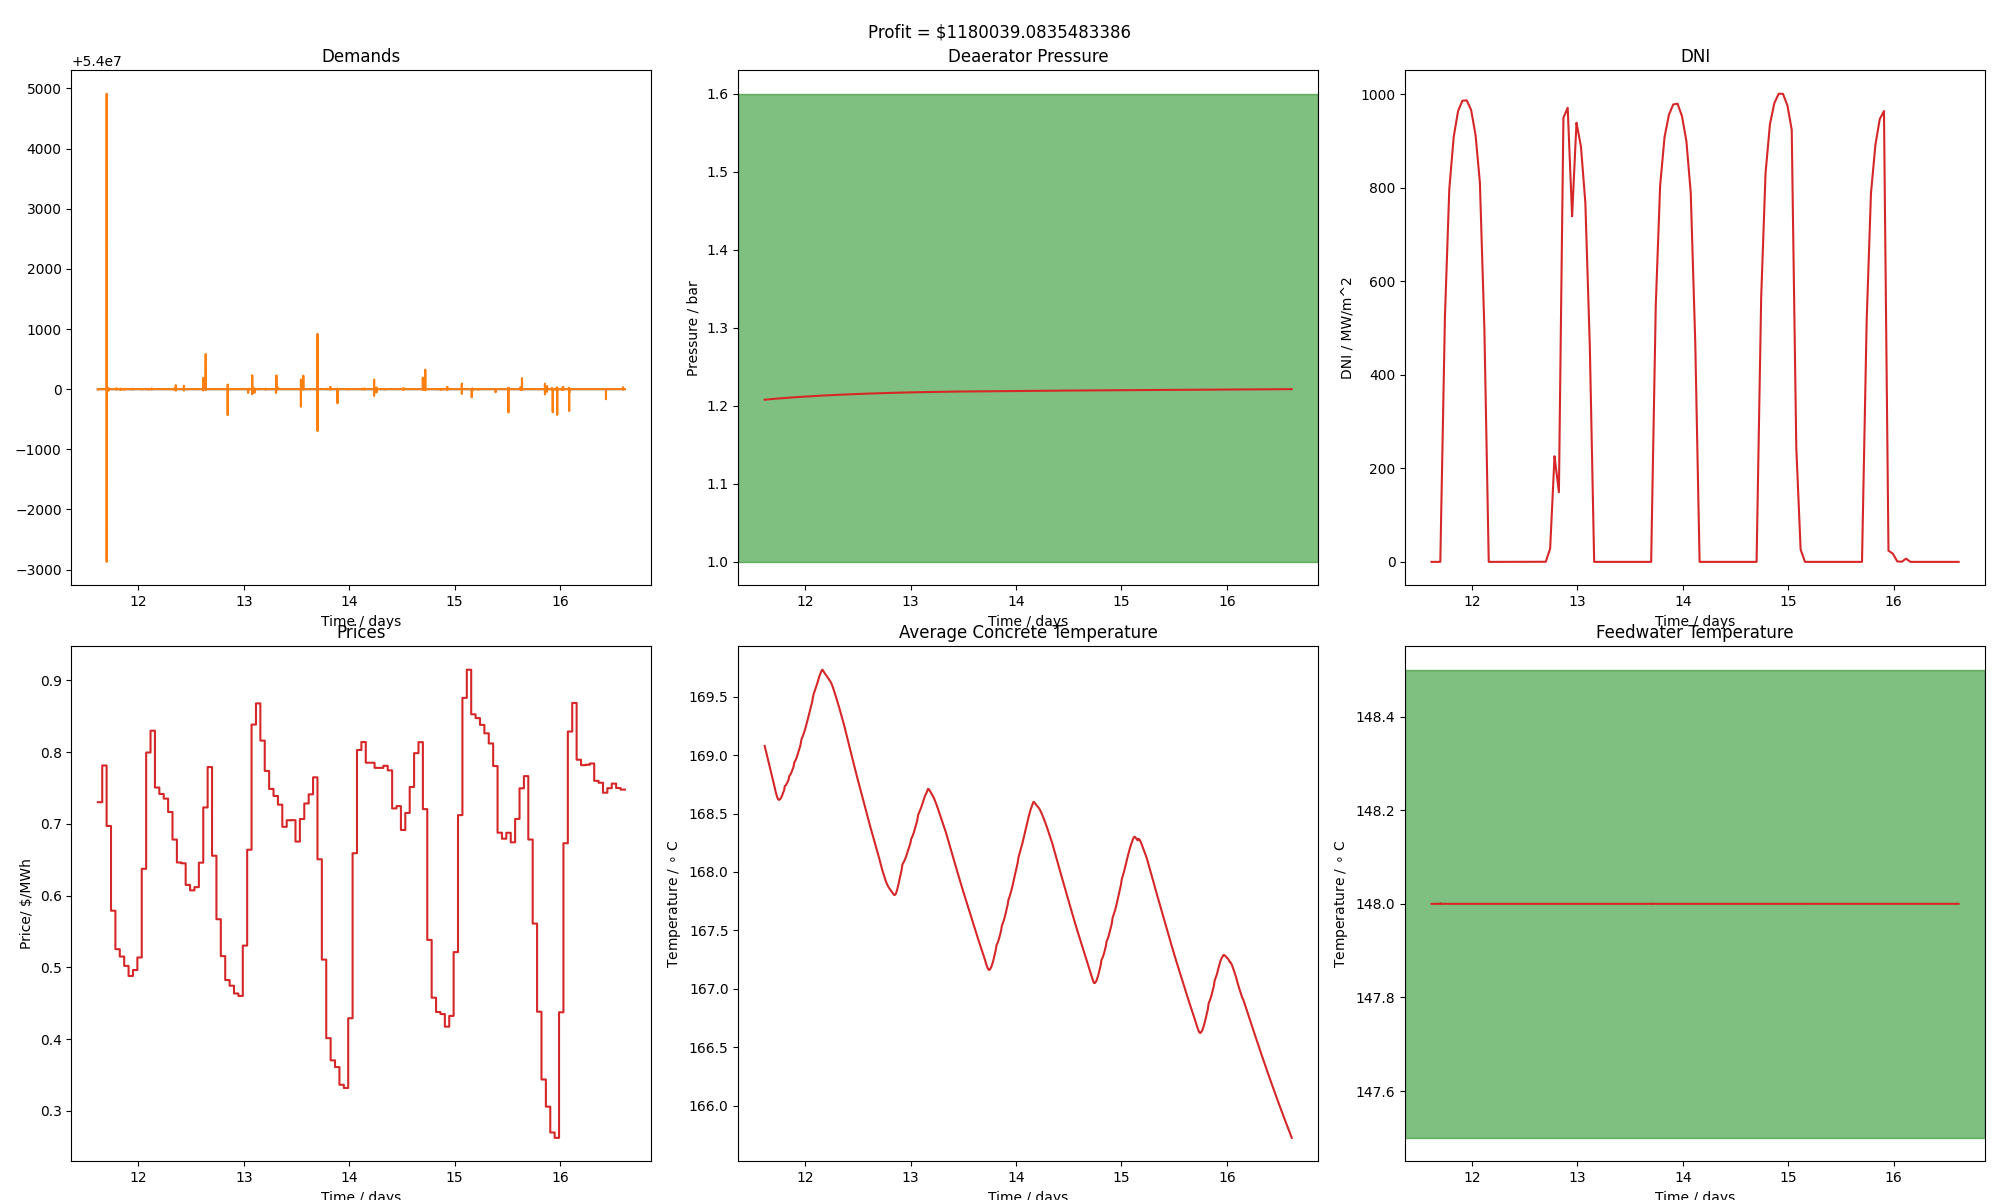 Profit = $1180039.0835483386
Demands
+5.4e7
5000
4000
3000
2000
1000
0
−1000
−2000
−3000
12 13 14 15 16
Time / days
Deaerator Pressure
Pressure / bar
1.6
1.5
1.4
1.3
1.2
1.1
1.0
12 13 14 15 16
Time / days
DNI
DNI / MW/m^2
1000
800
600
400
200
0
12 13 14 15 16
Time / days
Prices
Price/ $/MWh
0.9
0.8
0.7
0.6
0.5
0.4
0.3
12 13 14 15 16
Time / days
Average Concrete Temperature
Temperature / ∘ C
169.5
169.0
168.5
168.0
167.5
167.0
166.5
166.0
12 13 14 15 16
Time / days
Feedwater Temperature
Temperature / ∘ C
148.4
148.2
148.0
147.8
147.6
12 13 14 15 16
Time / days